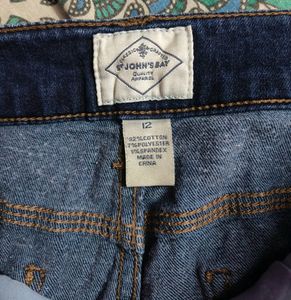 ST. JOHN'S BAY
QUALITY
APPAREL
12
92%COTTON
7%POLYESTER
1%SPANDEX
MADE IN
CHINA